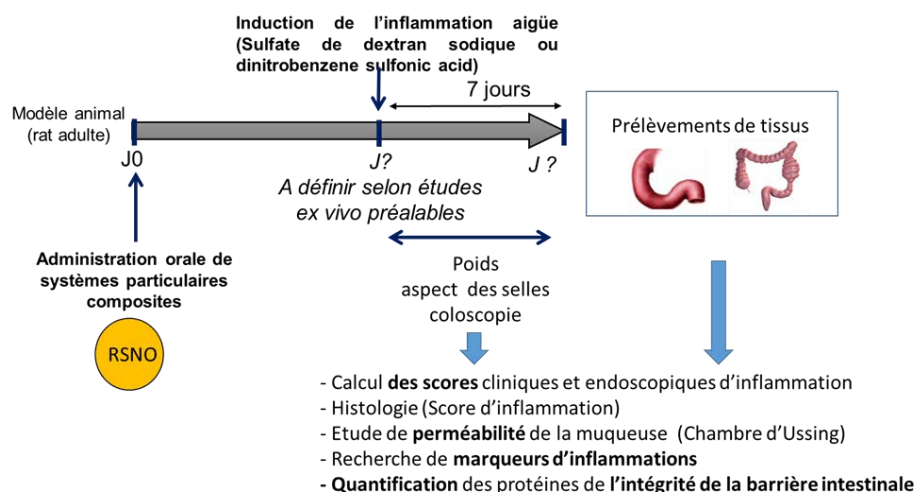 Induction de l'inflammation aigüe
(Sulfate de dextran sodique ou
dinitrobenzene sulfonic acid)
7 jours
Modèle animal
(rat adulte)
J0
J?
J ?
A définir selon études
ex vivo préalables
Prélèvements de tissus
Administration orale de
systèmes particulaires
composites
RSNO
Poids
aspect des selles
coloscopie
- Calcul des scores cliniques et endoscopiques d'inflammation
- Histologie (Score d'inflammation)
- Etude de perméabilité de la muqueuse (Chambre d'Ussing)
- Recherche de marqueurs d'inflammations
- Quantification des protéines de l'intégrité de la barrière intestinale